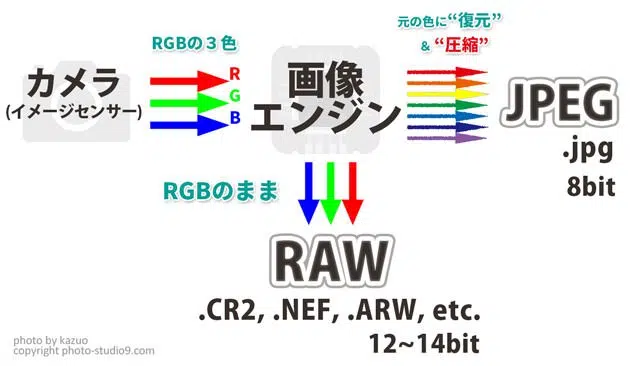 RGBの3色
元の色に“復元”
& “圧縮”
カメラ
(イメージセンサー)
R
G
B
画像
エンジン
JPEG
.jpg
8bit
RGBのまま
RAW
.CR2, .NEF, .ARW, etc.
12~14bit
photo by kazuo
copyright photo-studio9.com